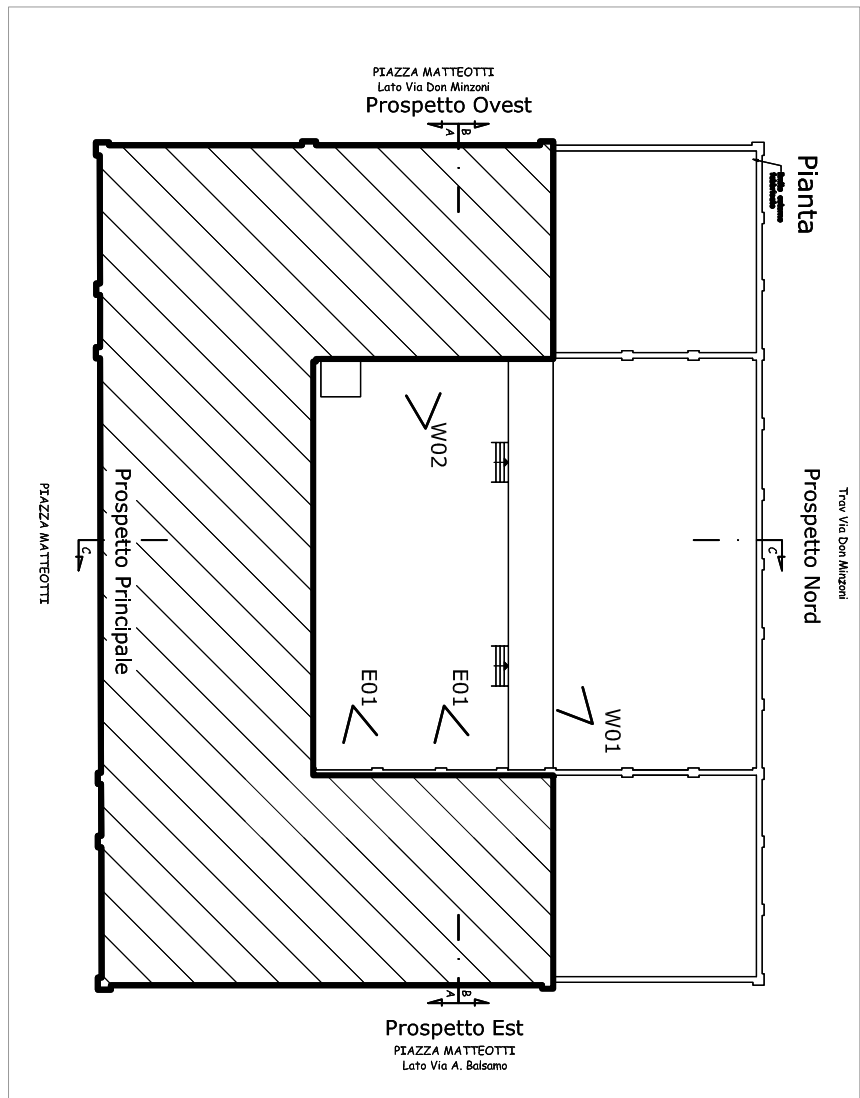 PIAZZA MATTEOTTI
Lato Via Don Minzoni
Prospetto Ovest
A B
Pianta
W02
Prospetto Principale
PIAZZA MATTEOTTI
C
Prospetto Nord
Trav Via Don Minzoni
C
E01
E01
W01
A B
Prospetto Est
PIAZZA MATTEOTTI
Lato Via A. Balsamo